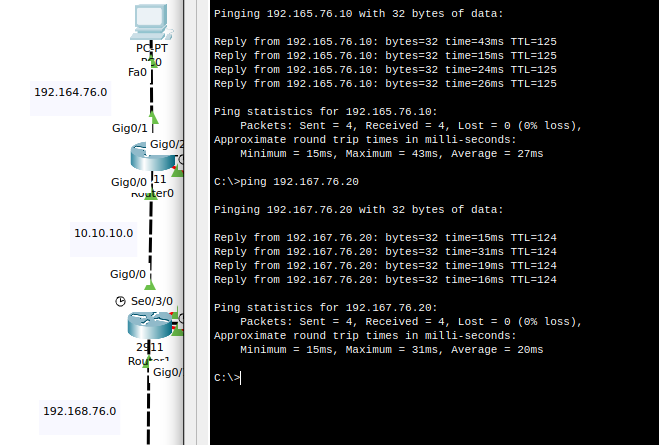 PC-PT
Fa0
192.164.76.0
Gig0/1
Gig0/2
Gig0/0
11
Router0
10.10.10.0
Gig0/0
Se0/3/0
2911
Router1
Gig0/
192.168.76.0
Pinging 192.165.76.10 with 32 bytes of data:
Reply from 192.165.76.10: bytes=32 time=43ms TTL=125
Reply from 192.165.76.10: bytes=32 time=15ms TTL=125
Reply from 192.165.76.10: bytes=32 time=24ms TTL=125
Reply from 192.165.76.10: bytes=32 time=26ms TTL=125
Ping statistics for 192.165.76.10:
Packets: Sent = 4, Received = 4, Lost = 0 (0% loss),
Approximate round trip times in milli-seconds:
Minimum = 15ms, Maximum = 43ms, Average = 27ms
C:\>ping 192.167.76.20
Pinging 192.167.76.20 with 32 bytes of data:
Reply from 192.167.76.20: bytes=32 time=15ms TTL=124
Reply from 192.167.76.20: bytes=32 time=31ms TTL=124
Reply from 192.167.76.20: bytes=32 time=19ms TTL=124
Reply from 192.167.76.20: bytes=32 time=16ms TTL=124
Ping statistics for 192.167.76.20:
Packets: Sent = 4, Received = 4, Lost = 0 (0% loss),
Approximate round trip times in milli-seconds:
Minimum = 15ms, Maximum = 31ms, Average = 20ms
C:\>